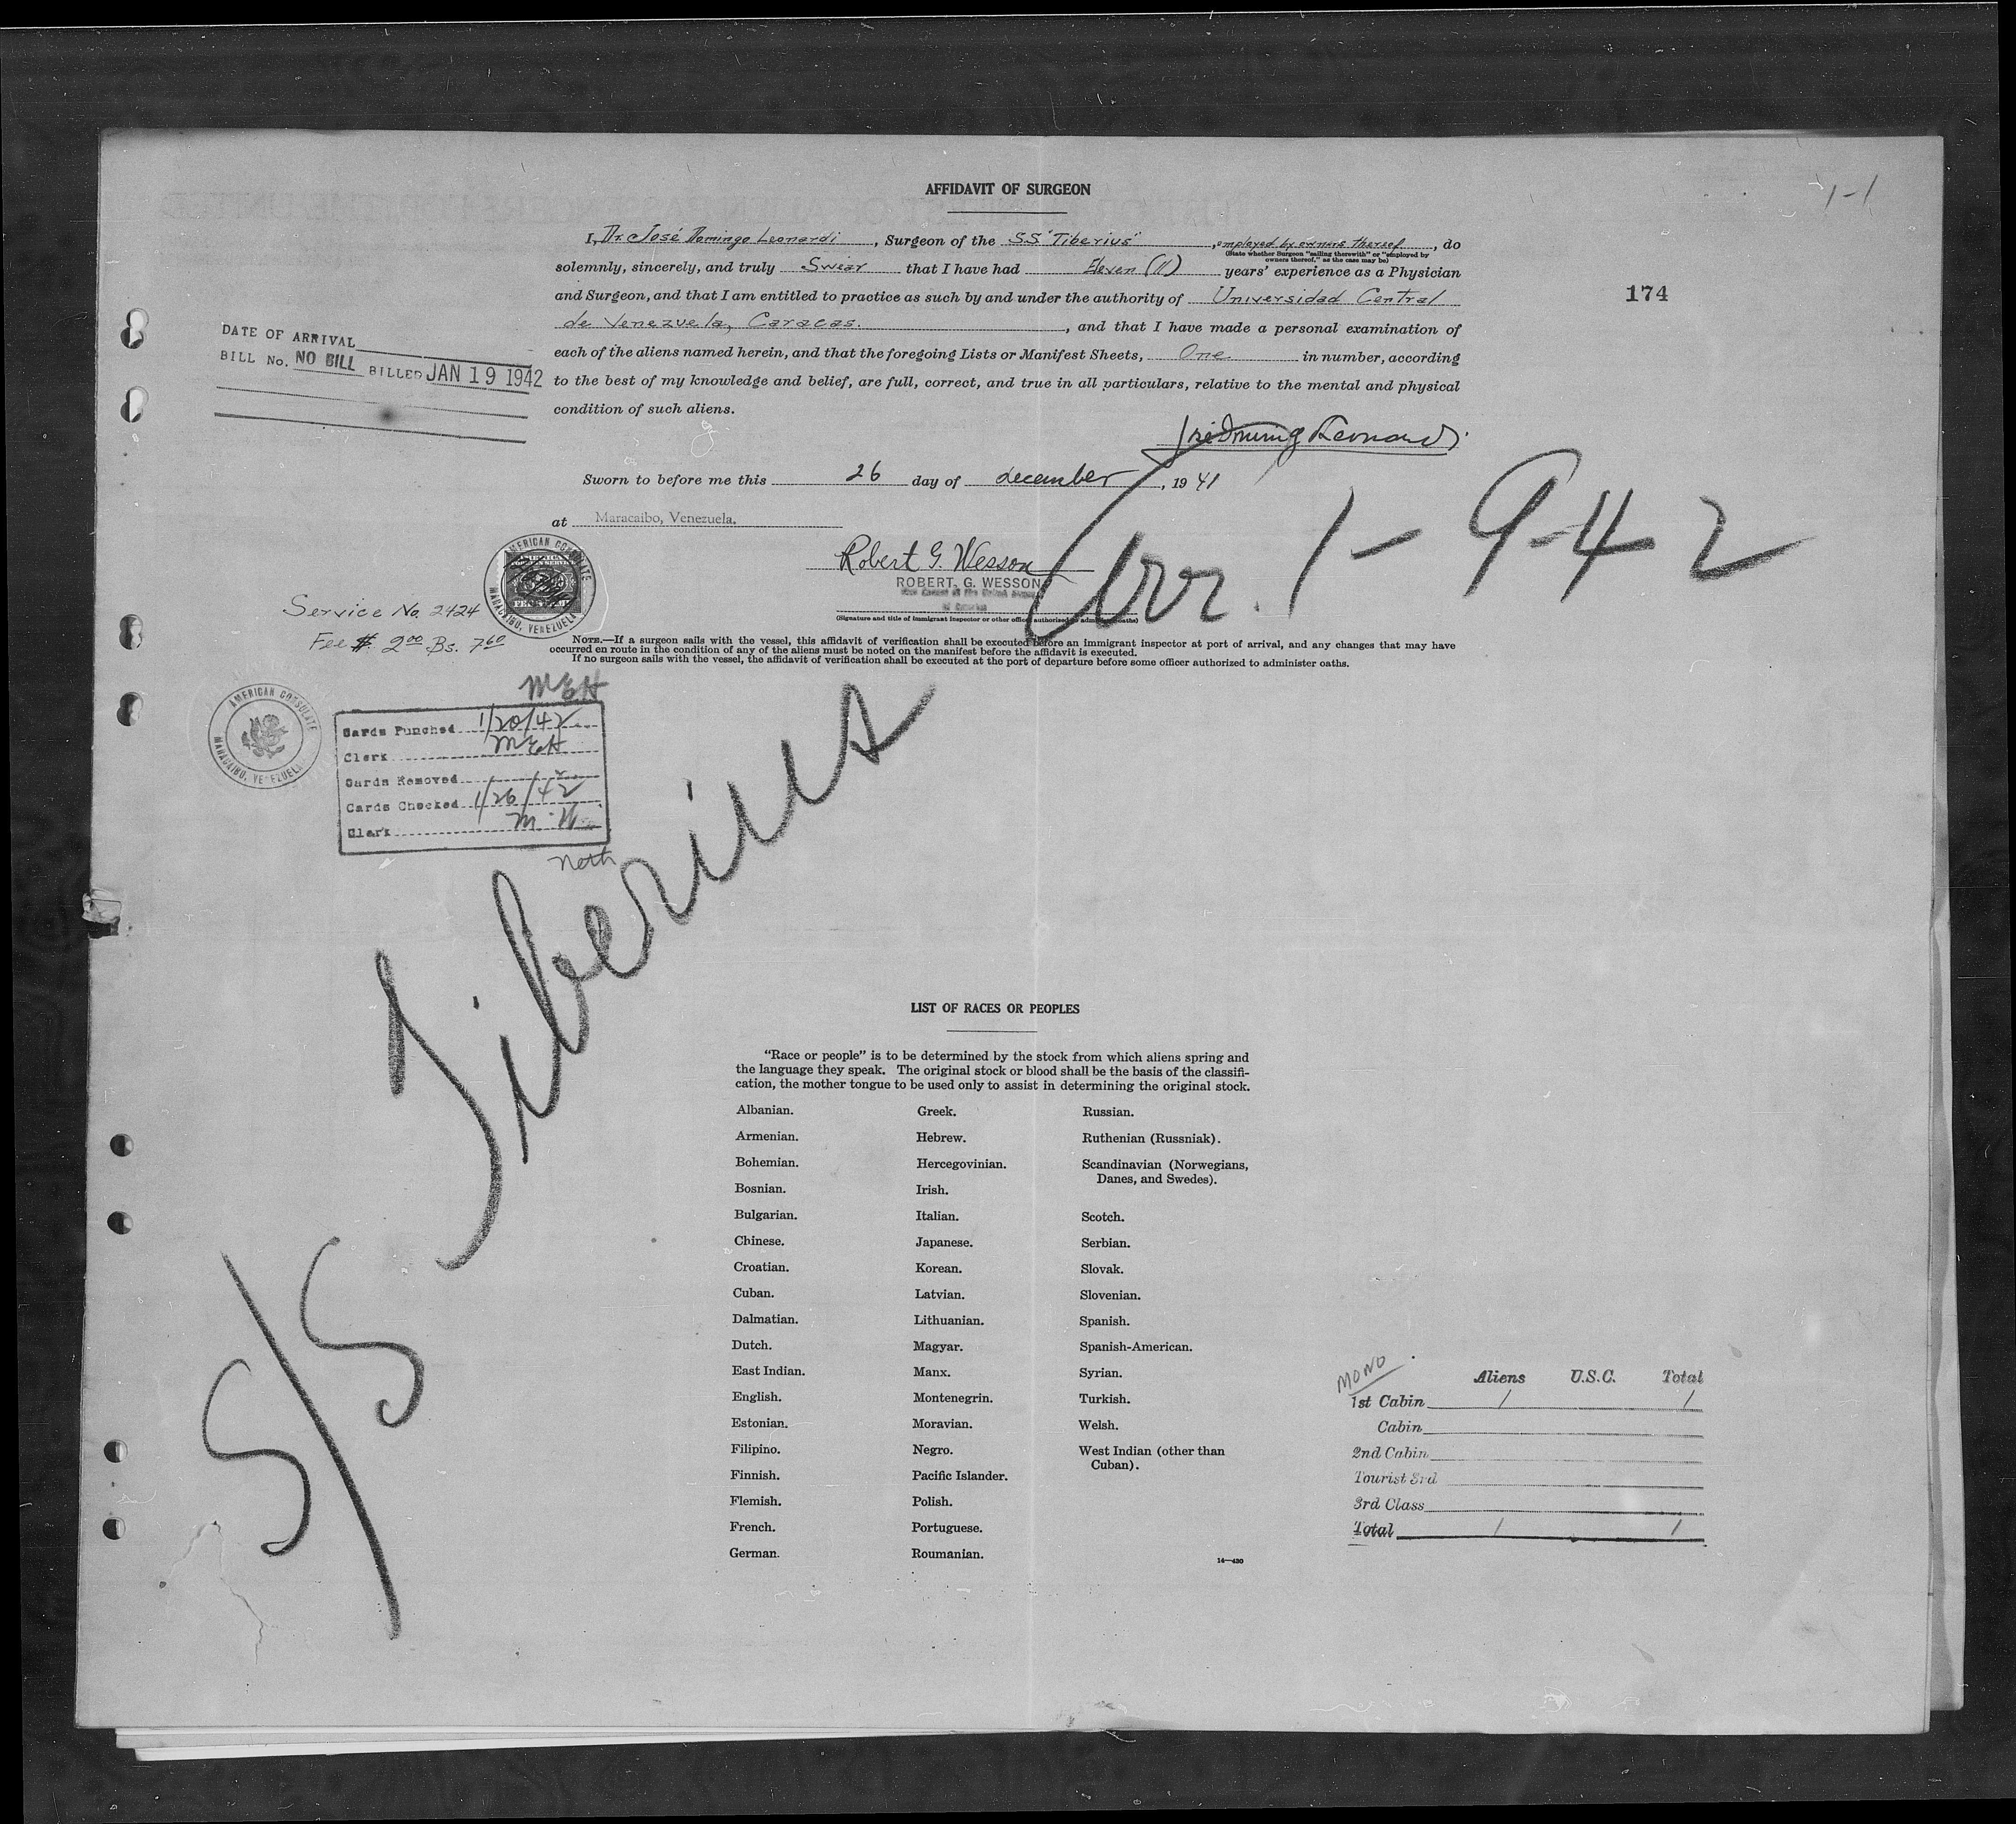 AFFIDAVIT OF SURGEON
1-1
I, Dr. José Domingo Leonardi, Surgeon of the S.S. "Tiberius", employed by owners thereof, do
(State whether Surgeon "sailing therewith" or "employed by
owners thereof," as the case may be)
solemnly, sincerely, and truly Swear that I have had Eleven (11) years' experience as a Physician
and Surgeon, and that I am entitled to practice as such by and under the authority of Universidad Central
de Venezuela, Caracas., and that I have made a personal examination of
each of the aliens named herein, and that the foregoing Lists or Manifest Sheets, One in number, according
to the best of my knowledge and belief, are full, correct, and true in all particulars, relative to the mental and physical
condition of such aliens.
174
DATE OF ARRIVAL
BILL No. NO BILL BILLED JAN 19 1942
Leonardi
Sworn to before me this 26 day of december, 1941
at Maracaibo, Venezuela.
Robert G. Wesson
ROBERT. G. WESSON
(Signature and title of immigrant inspector or other officer authorized to administer oaths)
Arr. 1-9-42
AMERICAN CONSULATE
MARACAIBO, VENEZUELA
Service No. 2424
Fee #. 2.00 Bs. 7.60
NOTE.—If a surgeon sails with the vessel, this affidavit of verification shall be executed before an immigrant inspector at port of arrival, and any changes that may have
occurred en route in the condition of any of the aliens must be noted on the manifest before the affidavit is executed.
If no surgeon sails with the vessel, the affidavit of verification shall be executed at the port of departure before some officer authorized to administer oaths.
AMERICAN CONSULATE
MARACAIBO, VENEZUELA
MEH
Cards Punched 1/20/42
Clerk MEH
Cards Removed
Cards Checked 1/26/42
Clerk
Neth
S/S Tiberius
LIST OF RACES OR PEOPLES
"Race or people" is to be determined by the stock from which aliens spring and
the language they speak. The original stock or blood shall be the basis of the classifi-
cation, the mother tongue to be used only to assist in determining the original stock.
Albanian.
Armenian.
Bohemian.
Bosnian.
Bulgarian.
Chinese.
Croatian.
Cuban.
Dalmatian.
Dutch.
East Indian.
English.
Estonian.
Filipino.
Finnish.
Flemish.
French.
German.
Greek.
Hebrew.
Hercegovinian.
Irish.
Italian.
Japanese.
Korean.
Latvian.
Lithuanian.
Magyar.
Manx.
Montenegrin.
Moravian.
Negro.
Pacific Islander.
Polish.
Portuguese.
Roumanian.
Russian.
Ruthenian (Russniak).
Scandinavian (Norwegians,
Danes, and Swedes).
Scotch.
Serbian.
Slovak.
Slovenian.
Spanish.
Spanish-American.
Syrian.
Turkish.
Welsh.
West Indian (other than
Cuban).
14—430
MONO
Aliens U.S.C. Total
1st Cabin 1 1
Cabin
2nd Cabin
Tourist 3rd
3rd Class
Total 1 1